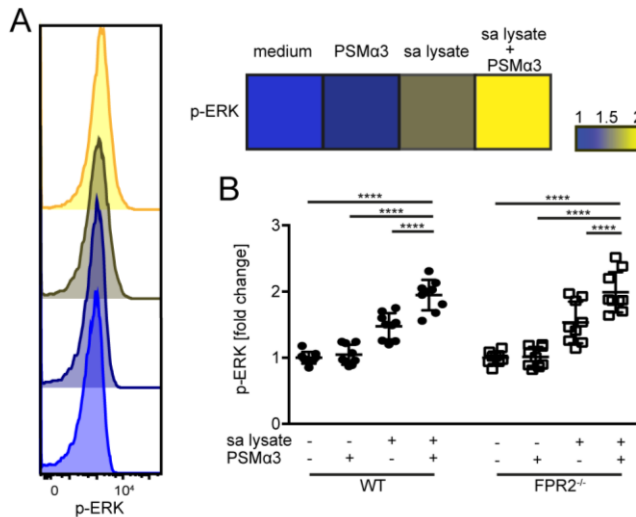 A
medium PSMα3 sa lysate sa lysate
+
PSMα3
p-ERK
1 1.5 2
0 10⁴
p-ERK
B
**** ****
**** ****
**** ****
3
2
1
0
p-ERK [fold change]
sa lysate - - + + - - + +
PSMα3 - + - + - + - +
WT FPR2⁻/⁻